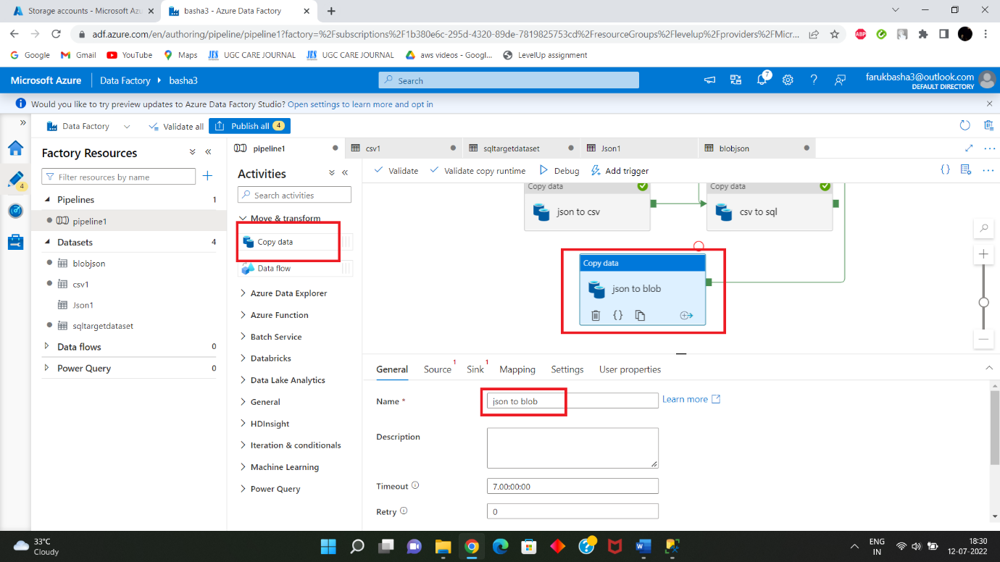 Storage accounts - Microsoft Azu
basha3 - Azure Data Factory
adf.azure.com/en/authoring/pipeline/pipeline1?factory=%2Fsubscriptions%2F1b380e6c-295d-4320-89de-7819825753cd%2FresourceGroups%2Flevelup%2Fproviders%2FMicr...
ABP
Google Gmail YouTube Maps JES UGC CARE JOURNAL JES UGC CARE JOURNAL aws videos - Googl... LevelUp assignment
Microsoft Azure Data Factory basha3 Search 7 farukbasha3@outlook.com
DEFAULT DIRECTORY
Would you like to try preview updates to Azure Data Factory Studio? Open settings to learn more and opt in
Data Factory Validate all Publish all 4
4
Factory Resources
Filter resources by name
Pipelines 1
pipeline1
Datasets 4
blobjson
csv1
Json1
sqltargetdataset
Data flows 0
Power Query 0
pipeline1 csv1 sqltargetdataset Json1 blobjson
Activities
Search activities
Move & transform
Copy data
Data flow
Azure Data Explorer
Azure Function
Batch Service
Databricks
Data Lake Analytics
General
HDInsight
Iteration & conditionals
Machine Learning
Power Query
Validate Validate copy runtime Debug Add trigger
Copy data Copy data
json to csv csv to sql
Copy data
json to blob
General Source 1 Sink 1 Mapping Settings User properties
Name * json to blob Learn more
Description
Timeout 7.00:00:00
Retry 0
33°C
Cloudy
ENG
IN
18:30
12-07-2022